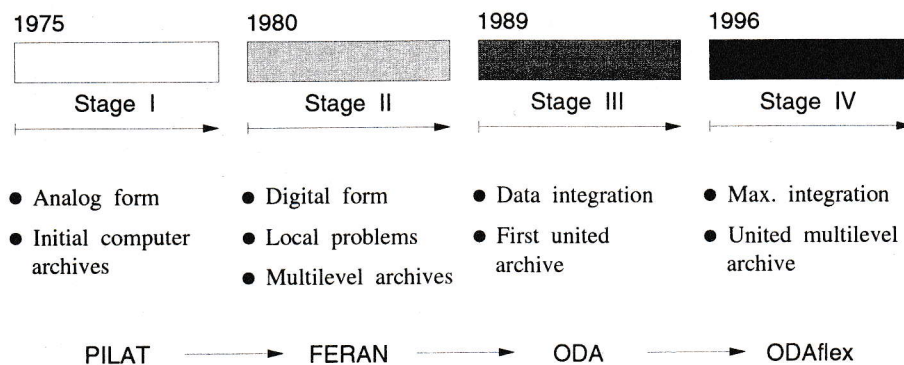 1975
1980
1989
1996
Stage I
Stage II
Stage III
Stage IV
● Analog form
● Initial computer
archives
● Digital form
● Local problems
● Multilevel archives
● Data integration
● First united
archive
● Max. integration
● United multilevel
archive
PILAT
FERAN
ODA
ODAflex